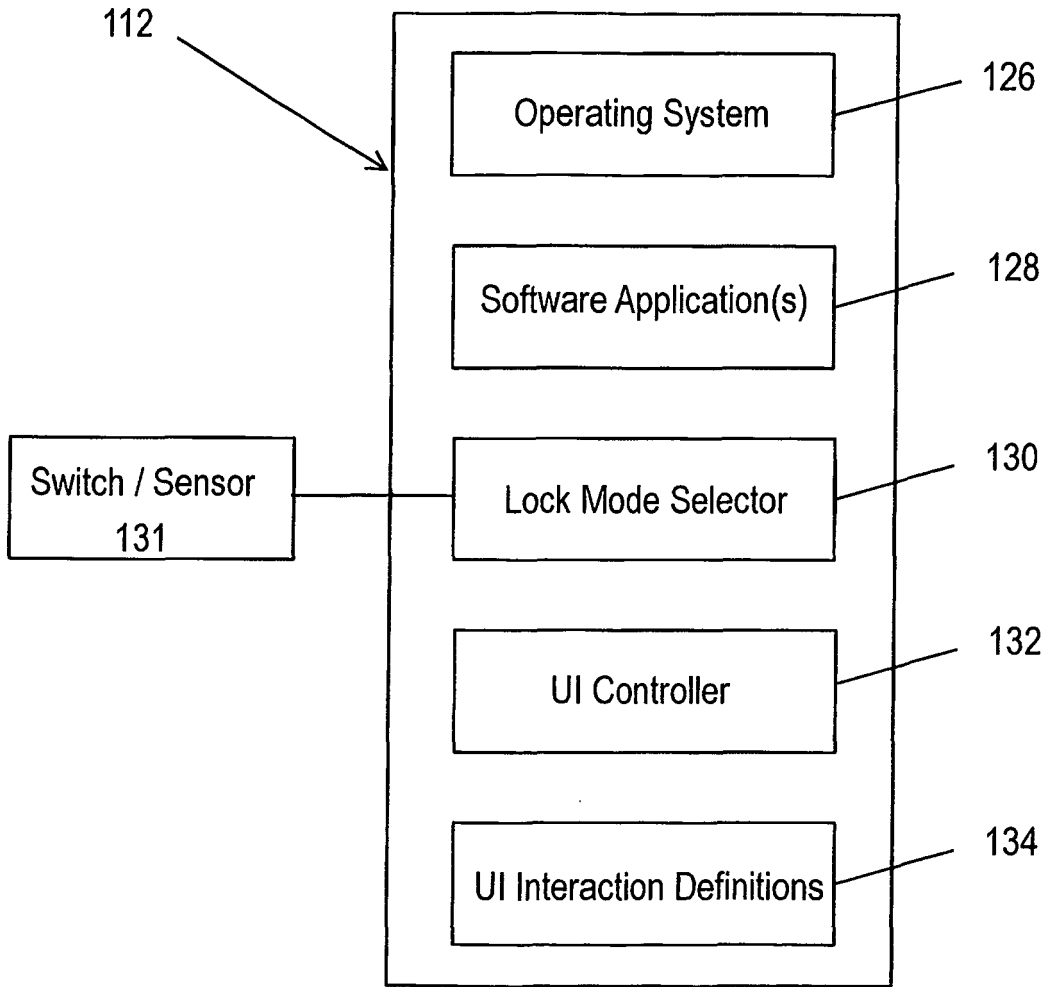 112
126
Operating System
128
Software Application(s)
130
Switch / Sensor
131
Lock Mode Selector
132
UI Controller
134
UI Interaction Definitions